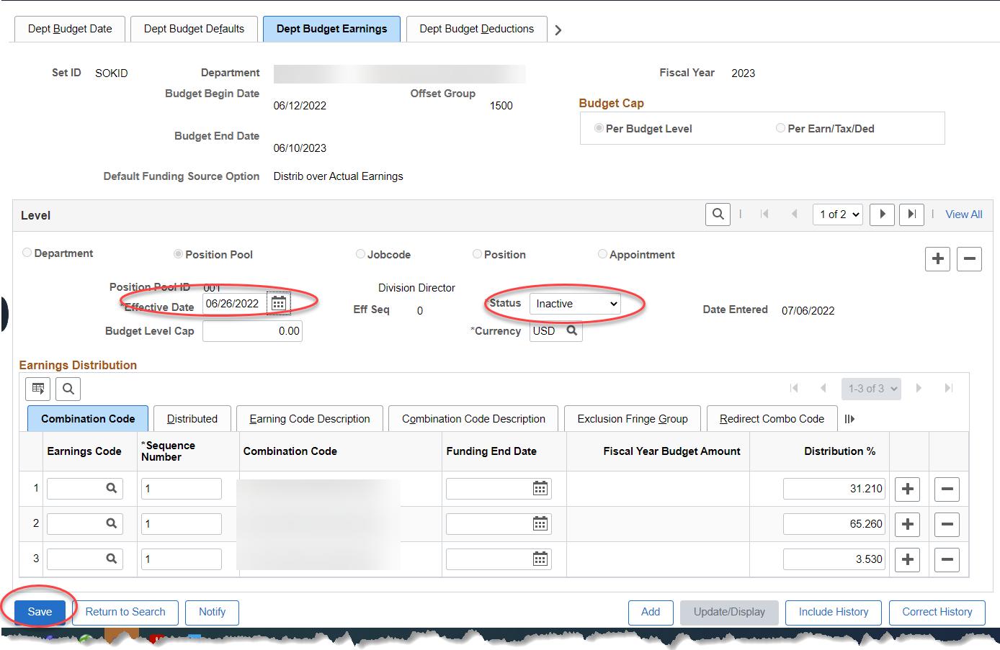 Dept Budget Date Dept Budget Defaults Dept Budget Earnings Dept Budget Deductions
Set ID SOKID Department Fiscal Year 2023
Budget Begin Date 06/12/2022 Offset Group 1500
Budget Cap
Per Budget Level Per Earn/Tax/Ded
Budget End Date 06/10/2023
Default Funding Source Option Distrib over Actual Earnings
Level 1 of 2 View All
Department Position Pool Jobcode Position Appointment
Position Pool ID 001 Division Director
*Effective Date 06/26/2022 Eff Seq 0 *Status Inactive Date Entered 07/06/2022
Budget Level Cap 0.00 *Currency USD
Earnings Distribution
1-3 of 3
Combination Code Distributed Earning Code Description Combination Code Description Exclusion Fringe Group Redirect Combo Code
Earnings Code *Sequence Number Combination Code Funding End Date Fiscal Year Budget Amount Distribution %
1 1 31.210
2 1 65.260
3 1 3.530
Save Return to Search Notify Add Update/Display Include History Correct History